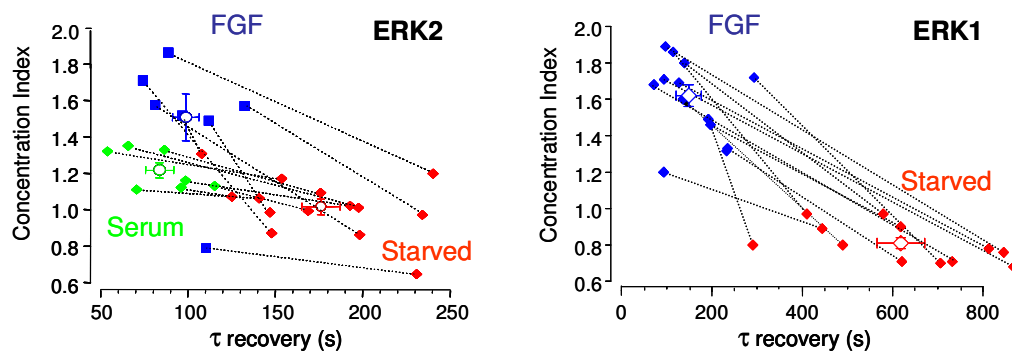 FGF
ERK2
Concentration Index
2.0
1.8
1.6
1.4
1.2
1.0
0.8
0.6
Serum
Starved
50
100
150
200
250
τ recovery (s)
FGF
ERK1
Concentration Index
2.0
1.8
1.6
1.4
1.2
1.0
0.8
0.6
Starved
0
200
400
600
800
τ recovery (s)